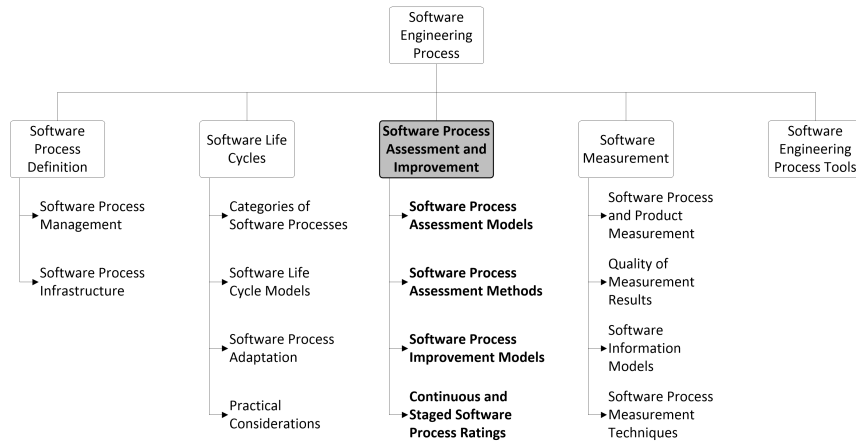 Software
Engineering
Process
Software
Process
Definition
Software Process
Management
Software Process
Infrastructure
Software Life
Cycles
Categories of
Software Processes
Software Life
Cycle Models
Software Process
Adaptation
Practical
Considerations
Software Process
Assessment and
Improvement
Software Process
Assessment Models
Software Process
Assessment Methods
Software Process
Improvement Models
Continuous and
Staged Software
Process Ratings
Software
Measurement
Software Process
and Product
Measurement
Quality of
Measurement
Results
Software
Information
Models
Software Process
Measurement
Techniques
Software
Engineering
Process Tools